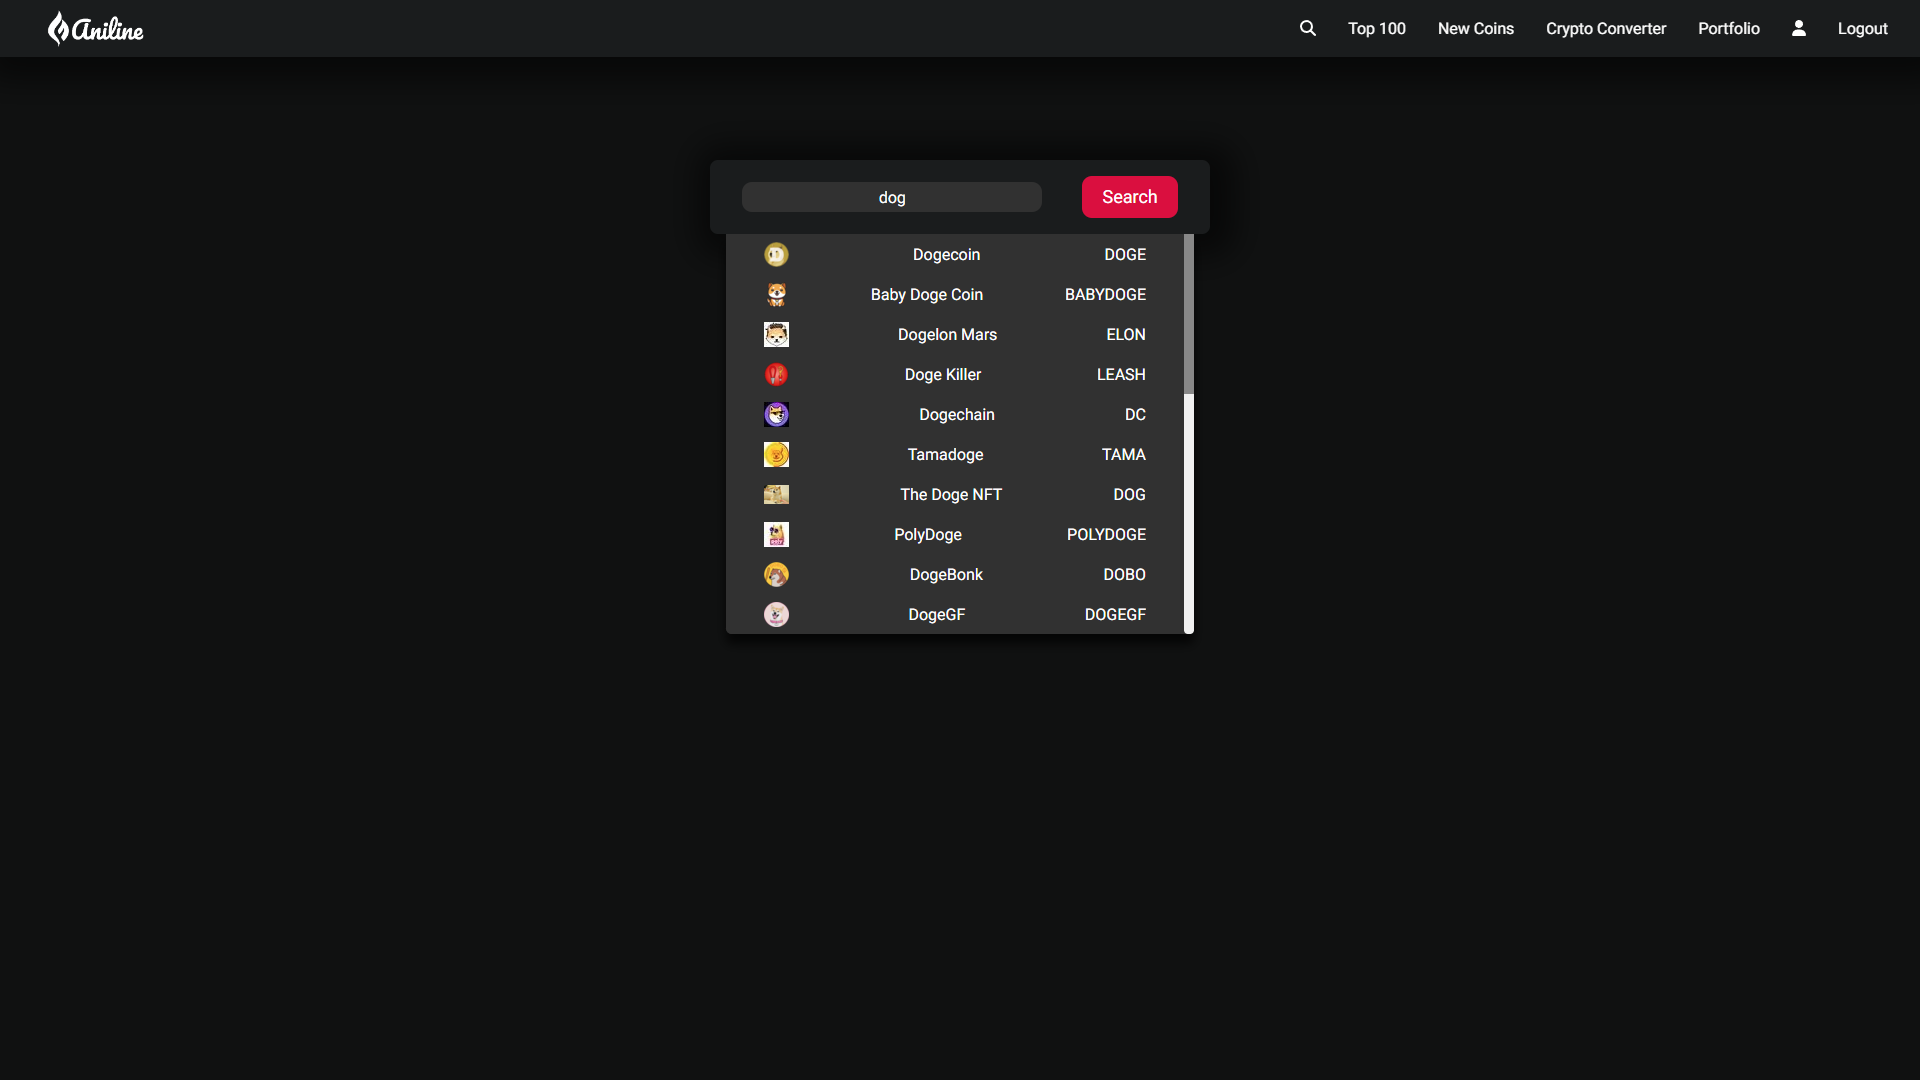 Aniline
Top 100
New Coins
Crypto Converter
Portfolio
Logout
dog
Search
Dogecoin DOGE
Baby Doge Coin BABYDOGE
Dogelon Mars ELON
Doge Killer LEASH
Dogechain DC
Tamadoge TAMA
The Doge NFT DOG
PolyDoge POLYDOGE
DogeBonk DOBO
DogeGF DOGEGF